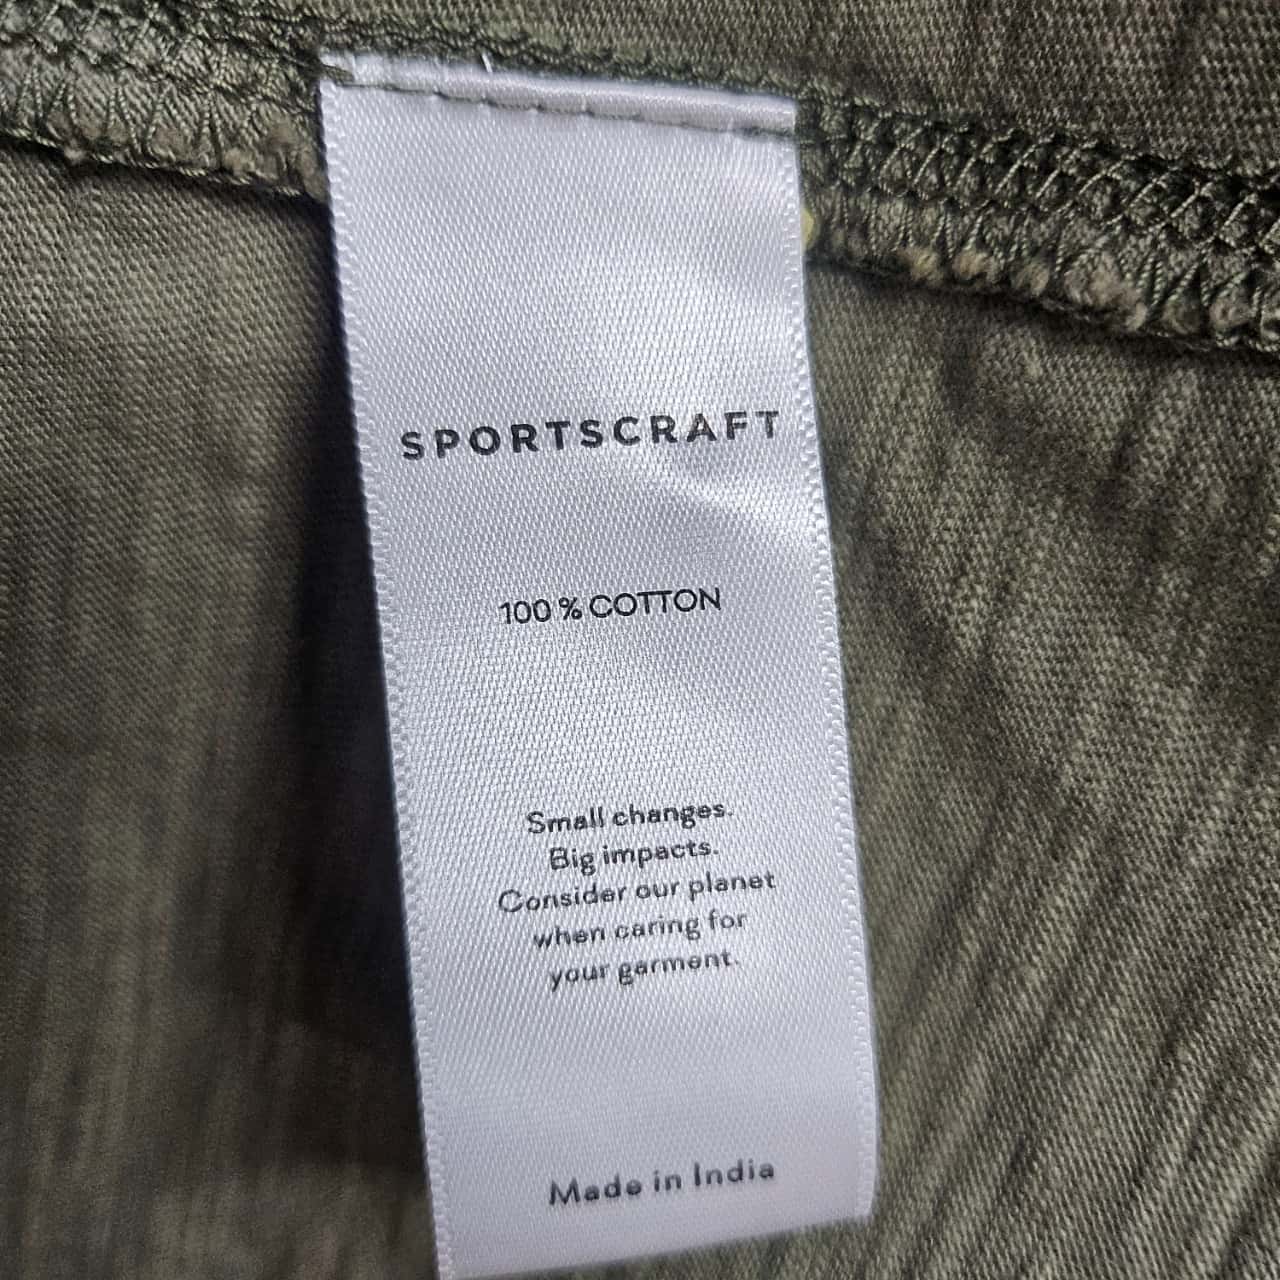 SPORTSCRAFT
100 % COTTON
Small changes.
Big impacts.
Consider our planet
when caring for
your garment.
Made in India